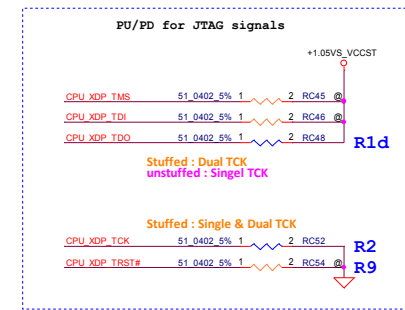 PU/PD for JTAG signals
+1.05VS_VCCST
CPU_XDP_TMS 51_0402_5% 1 2 RC45 @
CPU_XDP_TDI 51_0402_5% 1 2 RC46 @
CPU_XDP_TDO 51_0402_5% 1 2 RC48
R1d
Stuffed : Dual TCK
unstuffed : Singel TCK
Stuffed : Single & Dual TCK
CPU_XDP_TCK 51_0402_5% 1 2 RC52 R2
CPU_XDP_TRST# 51_0402_5% 1 2 RC54 @ R9